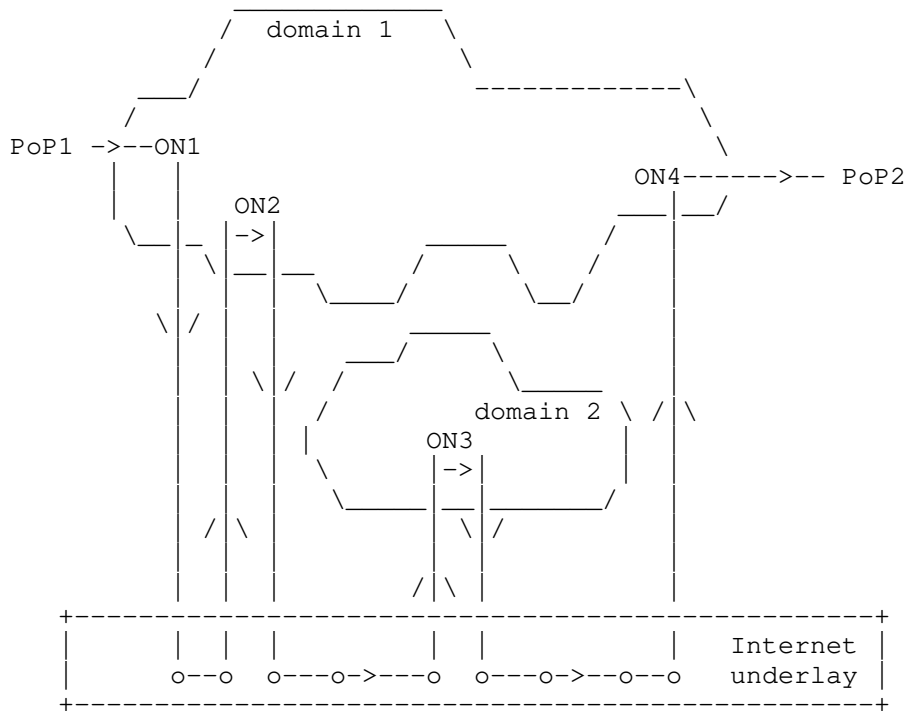 domain 1
PoP1 ->--ON1
ON4------>-- PoP2
ON2
->
domain 2
ON3
->
Internet
o--o o---o->---o o---o->--o--o underlay